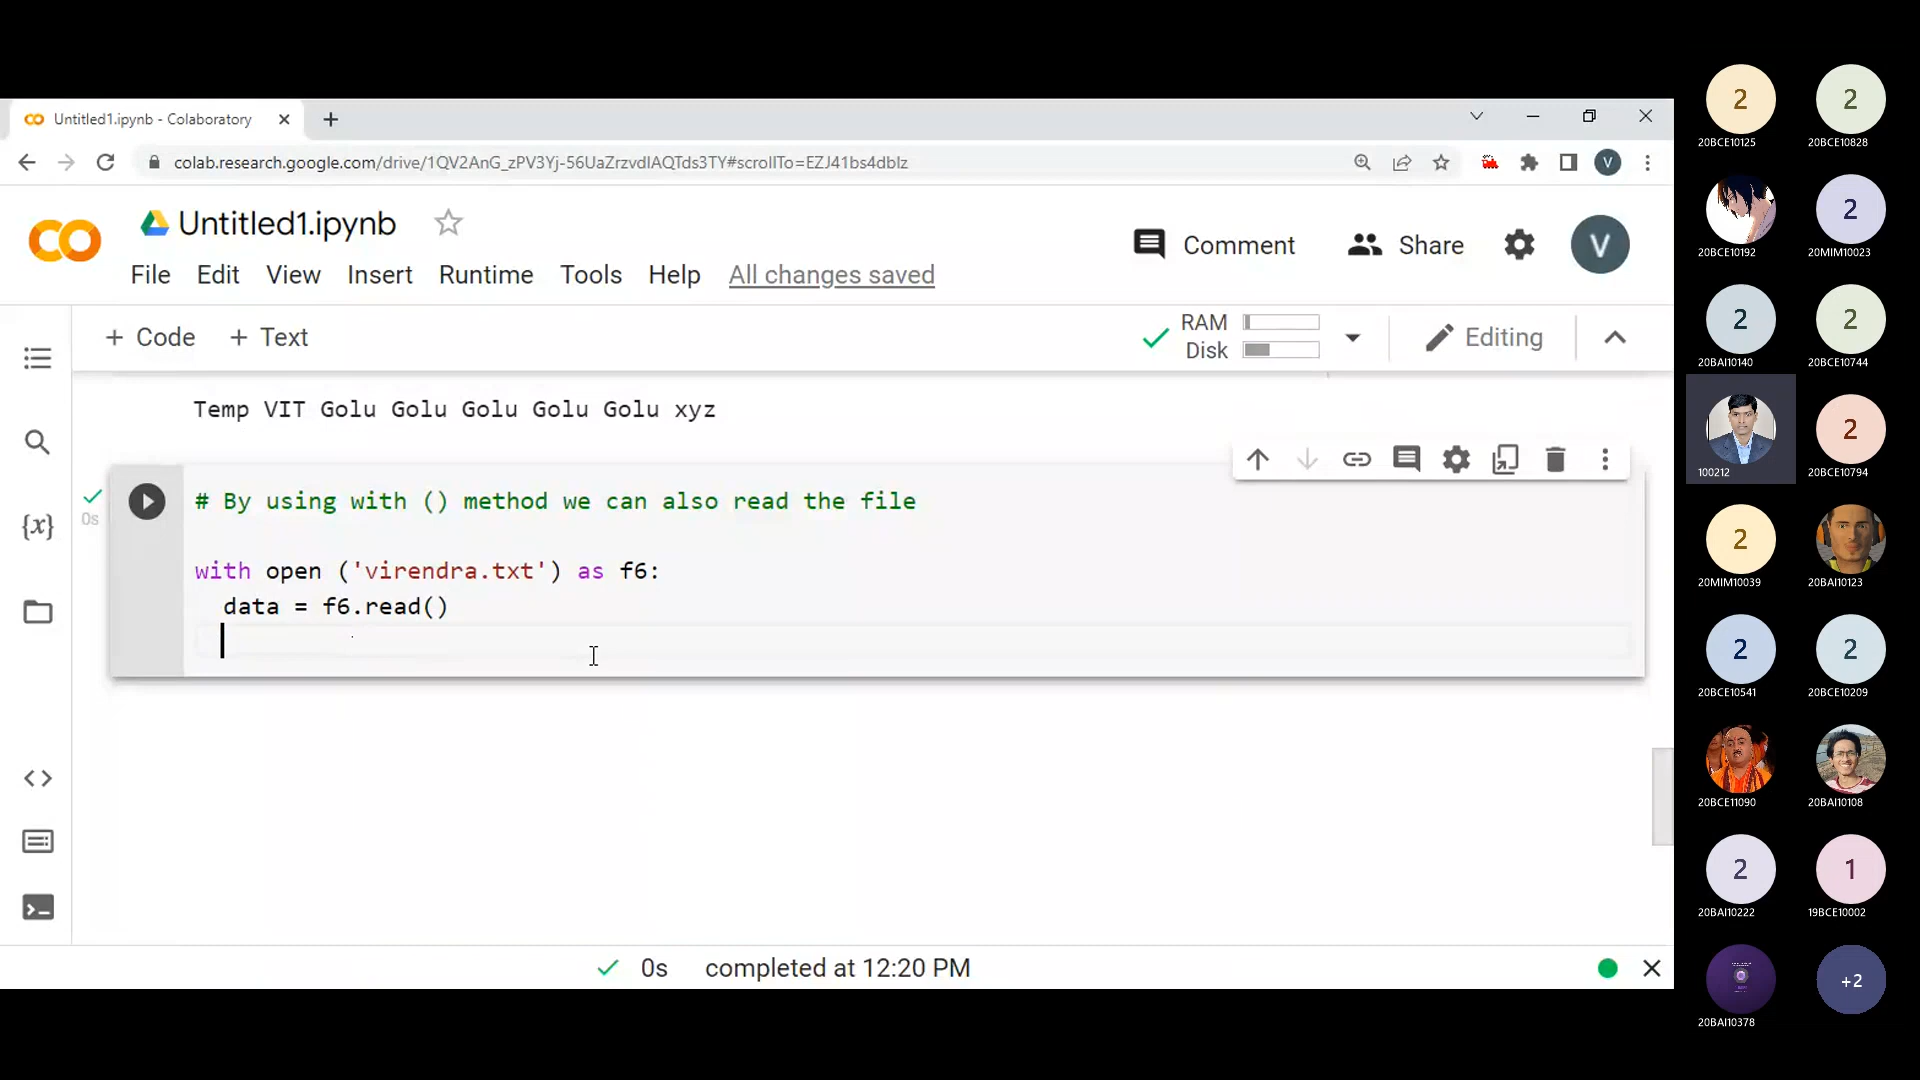 Untitled1.ipynb - Colaboratory
colab.research.google.com/drive/1QV2AnG_zPV3Yj-56UaZrzvdIAQTds3TY#scrollTo=EZJ41bs4dbIz
V
Untitled1.ipynb
Comment
Share
V
File Edit View Insert Runtime Tools Help All changes saved
+ Code + Text
RAM
Disk
Editing
Temp VIT Golu Golu Golu Golu Golu xyz
0s
# By using with () method we can also read the file
with open ('virendra.txt') as f6:
data = f6.read()
{x}
0s completed at 12:20 PM
2 2
20BCE10125 20BCE10828
2
20BCE10192 20MIM10023
2 2
20BAI10140 20BCE10744
2
100212 20BCE10794
2
20MIM10039 20BAI10123
2 2
20BCE10541 20BCE10209
20BCE11090 20BAI10108
2 1
20BAI10222 19BCE10002
+2
20BAI10378